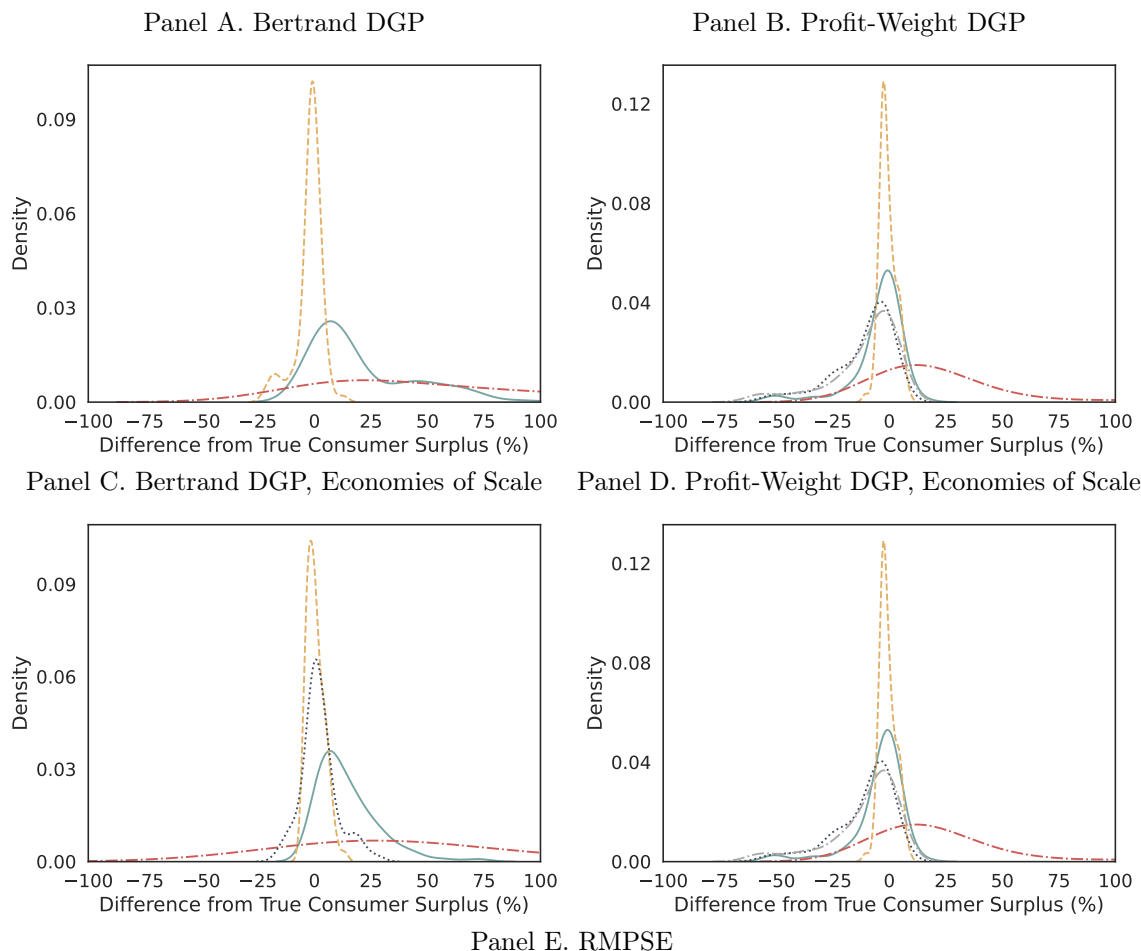 Panel A. Bertrand DGP
Density
0.09
0.06
0.03
0.00
−100 −75 −50 −25 0 25 50 75 100
Difference from True Consumer Surplus (%)
Panel B. Profit-Weight DGP
Density
0.12
0.08
0.04
0.00
−100 −75 −50 −25 0 25 50 75 100
Difference from True Consumer Surplus (%)
Panel C. Bertrand DGP, Economies of Scale
Density
0.09
0.06
0.03
0.00
−100 −75 −50 −25 0 25 50 75 100
Difference from True Consumer Surplus (%)
Panel D. Profit-Weight DGP, Economies of Scale
Density
0.12
0.08
0.04
0.00
−100 −75 −50 −25 0 25 50 75 100
Difference from True Consumer Surplus (%)
Panel E. RMPSE